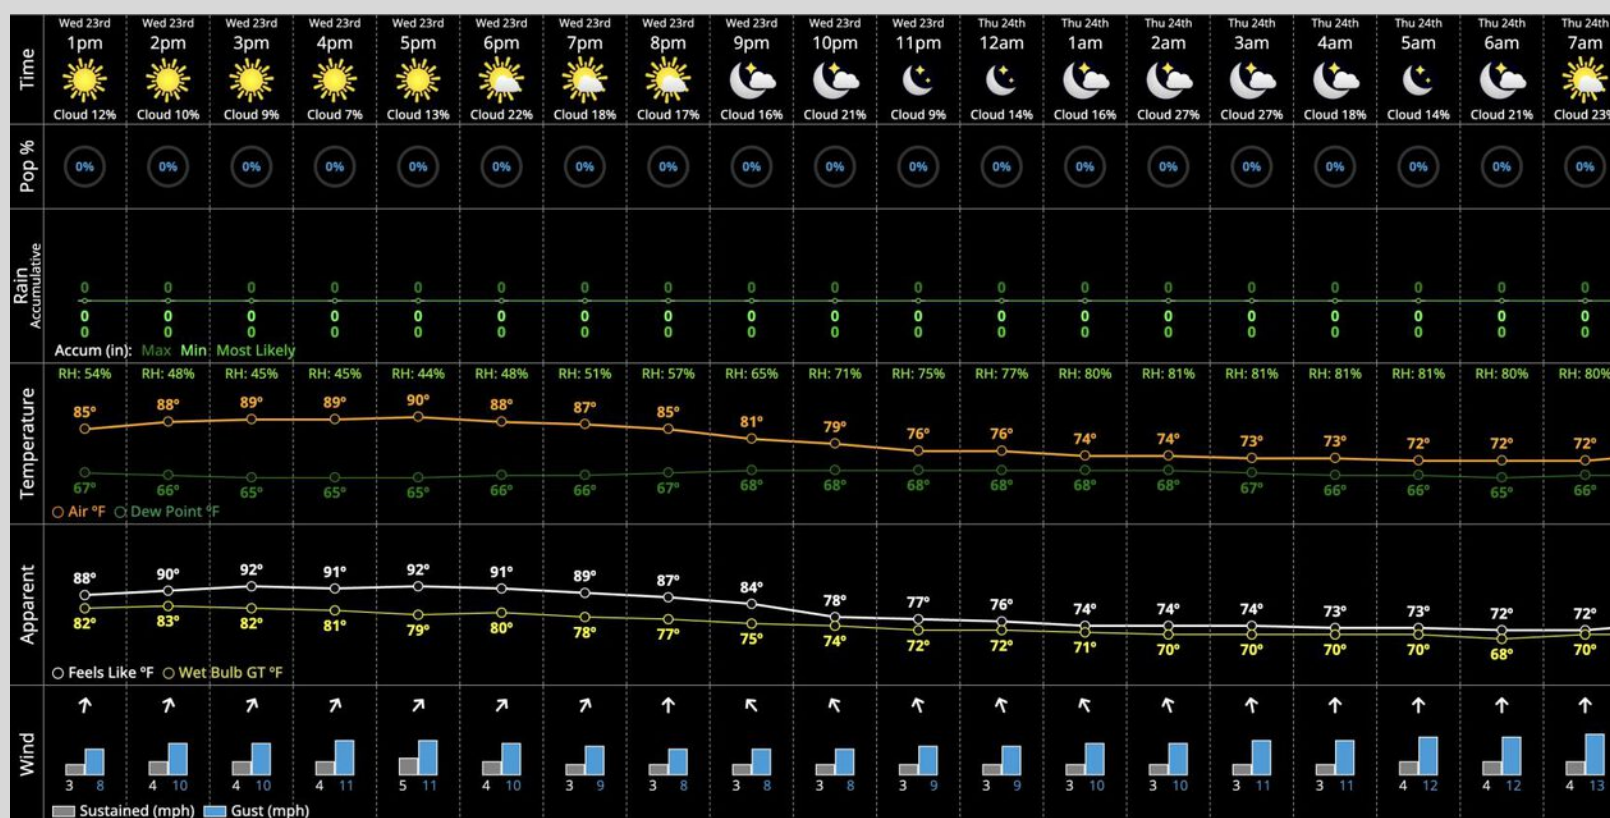 Wed 23rd Wed 23rd Wed 23rd Wed 23rd Wed 23rd Wed 23rd Wed 23rd Wed 23rd Wed 23rd Wed 23rd Wed 23rd Thu 24th Thu 24th Thu 24th Thu 24th Thu 24th Thu 24th Thu 24th Thu 24th
Time 1pm 2pm 3pm 4pm 5pm 6pm 7pm 8pm 9pm 10pm 11pm 12am 1am 2am 3am 4am 5am 6am 7am
Cloud 12% Cloud 10% Cloud 9% Cloud 7% Cloud 13% Cloud 22% Cloud 18% Cloud 17% Cloud 16% Cloud 21% Cloud 9% Cloud 14% Cloud 16% Cloud 27% Cloud 27% Cloud 18% Cloud 14% Cloud 21% Cloud 23%
Pop % 0% 0% 0% 0% 0% 0% 0% 0% 0% 0% 0% 0% 0% 0% 0% 0% 0% 0% 0%
Rain
Accumulative
0 0 0 0 0 0 0 0 0 0 0 0 0 0 0 0 0 0 0
0 0 0 0 0 0 0 0 0 0 0 0 0 0 0 0 0 0 0
0 0 0 0 0 0 0 0 0 0 0 0 0 0 0 0 0 0 0
Accum (in): Max Min Most Likely
Temperature
RH: 54% RH: 48% RH: 45% RH: 45% RH: 44% RH: 48% RH: 51% RH: 57% RH: 65% RH: 71% RH: 75% RH: 77% RH: 80% RH: 81% RH: 81% RH: 81% RH: 81% RH: 80% RH: 80%
85° 88° 89° 89° 90° 88° 87° 85° 81° 79° 76° 76° 74° 74° 73° 73° 72° 72° 72°
67° 66° 65° 65° 65° 66° 66° 67° 68° 68° 68° 68° 68° 68° 67° 66° 66° 65° 66°
Air °F Dew Point °F
Apparent
88° 90° 92° 91° 92° 91° 89° 87° 84° 78° 77° 76° 74° 74° 74° 73° 73° 72° 72°
82° 83° 82° 81° 79° 80° 78° 77° 75° 74° 72° 72° 71° 70° 70° 70° 70° 68° 70°
Feels Like °F Wet Bulb GT °F
Wind
3 8 4 10 4 10 4 11 5 11 4 10 3 9 3 8 3 8 3 8 3 9 3 9 3 10 3 10 3 11 3 11 4 12 4 12 4 13
Sustained (mph) Gust (mph)